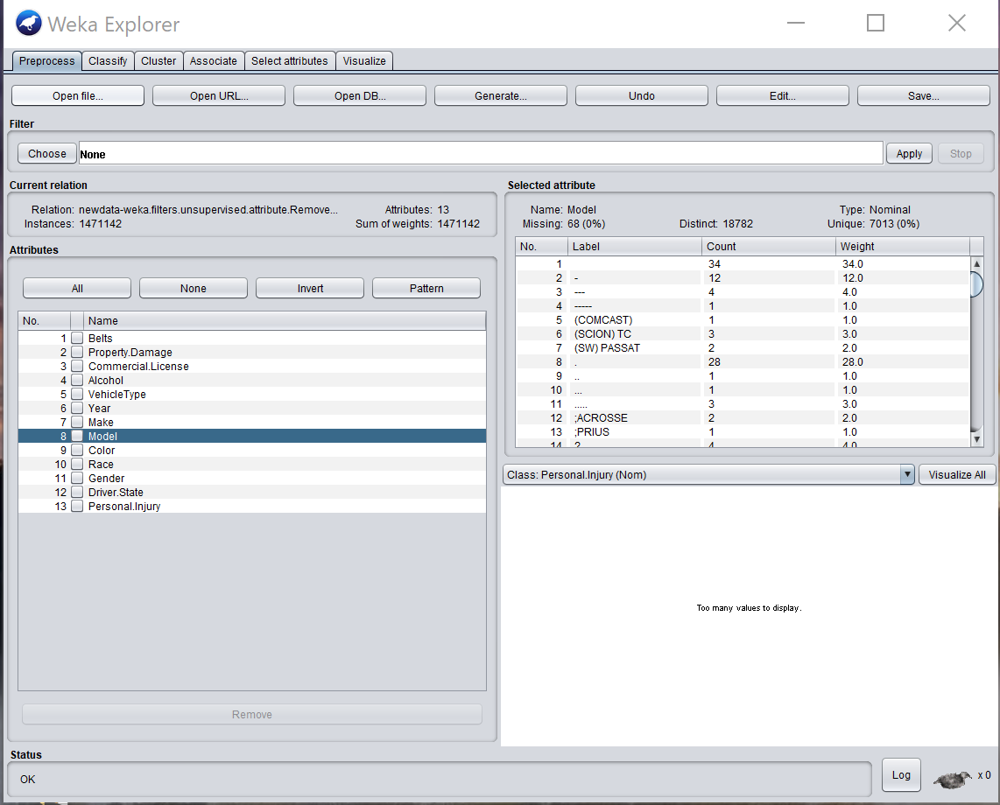 Weka Explorer
Preprocess Classify Cluster Associate Select attributes Visualize
Open file... Open URL... Open DB... Generate... Undo Edit... Save...
Filter
Choose None Apply Stop
Current relation
Relation: newdata-weka.filters.unsupervised.attribute.Remove... Attributes: 13
Instances: 1471142 Sum of weights: 1471142
Attributes
All None Invert Pattern
No. Name
1 Belts
2 Property.Damage
3 Commercial.License
4 Alcohol
5 VehicleType
6 Year
7 Make
8 Model
9 Color
10 Race
11 Gender
12 Driver.State
13 Personal.Injury
Remove
Selected attribute
Name: Model Type: Nominal
Missing: 68 (0%) Distinct: 18782 Unique: 7013 (0%)
No. Label Count Weight
1 34 34.0
2 - 12 12.0
3 --- 4 4.0
4 ----- 1 1.0
5 (COMCAST) 1 1.0
6 (SCION) TC 3 3.0
7 (SW) PASSAT 2 2.0
8 . 28 28.0
9 .. 1 1.0
10 ... 1 1.0
11 ..... 3 3.0
12 ;ACROSSE 2 2.0
13 ;PRIUS 1 1.0
14 ? 4 4.0
Class: Personal.Injury (Nom) Visualize All
Too many values to display.
Status
OK
Log x 0